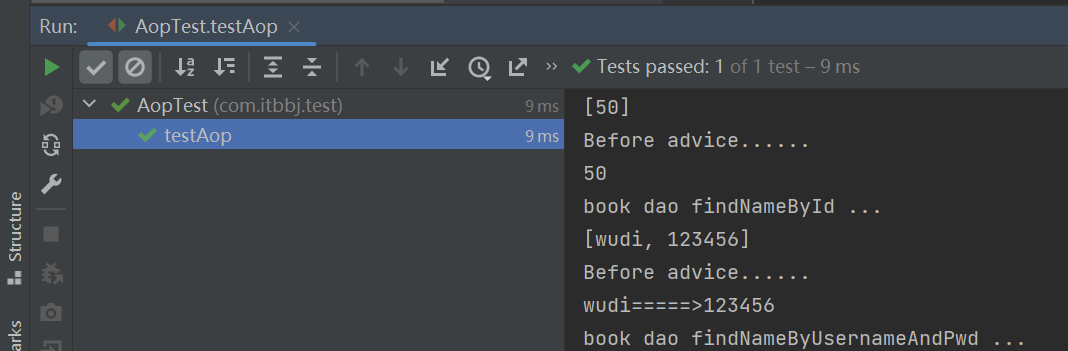 Run: AopTest.testAop
Tests passed: 1 of 1 test – 9 ms
AopTest (com.itbbj.test) 9 ms
testAop 9 ms
[50]
Before advice......
50
book dao findNameById ...
[wudi, 123456]
Before advice......
wudi=====>123456
book dao findNameByUsernameAndPwd ...
Structure
arks